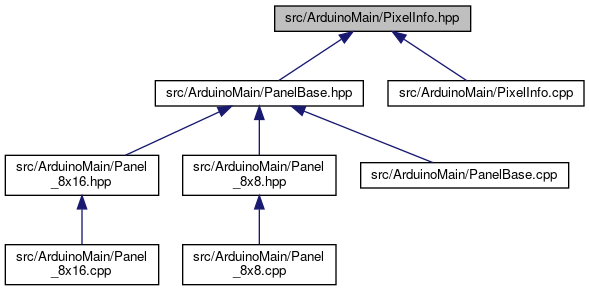 src/ArduinoMain/PixelInfo.hpp
src/ArduinoMain/PanelBase.hpp
src/ArduinoMain/PixelInfo.cpp
src/ArduinoMain/Panel
_8x16.hpp
src/ArduinoMain/Panel
_8x8.hpp
src/ArduinoMain/PanelBase.cpp
src/ArduinoMain/Panel
_8x16.cpp
src/ArduinoMain/Panel
_8x8.cpp